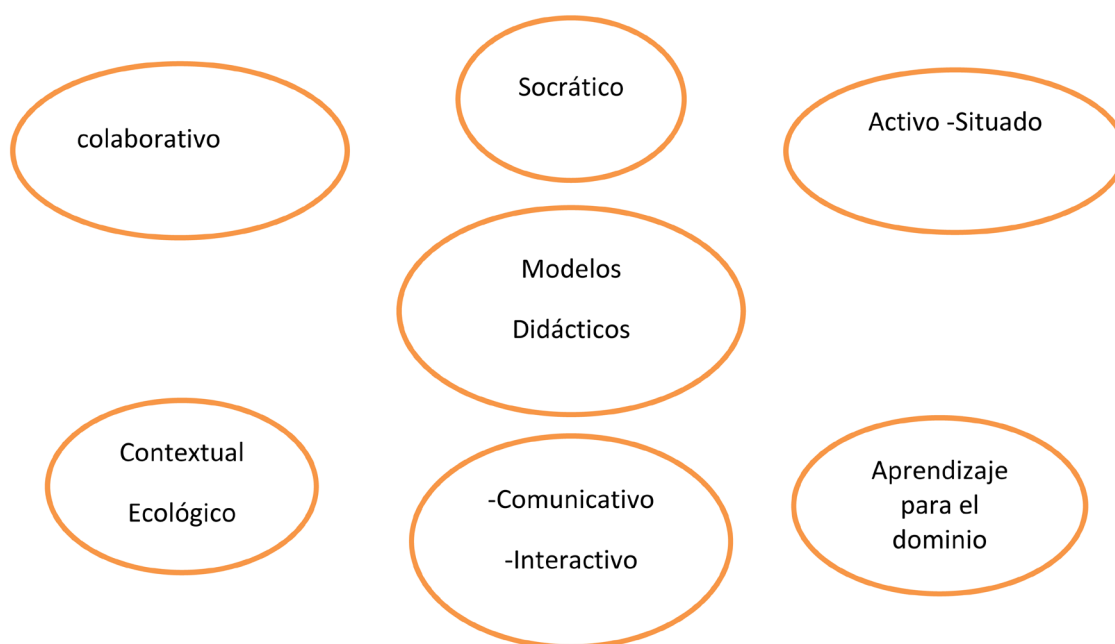 colaborativo
Socrático
Activo -Situado
Modelos
Didácticos
Contextual
Ecológico
-Comunicativo
-Interactivo
Aprendizaje
para el
dominio